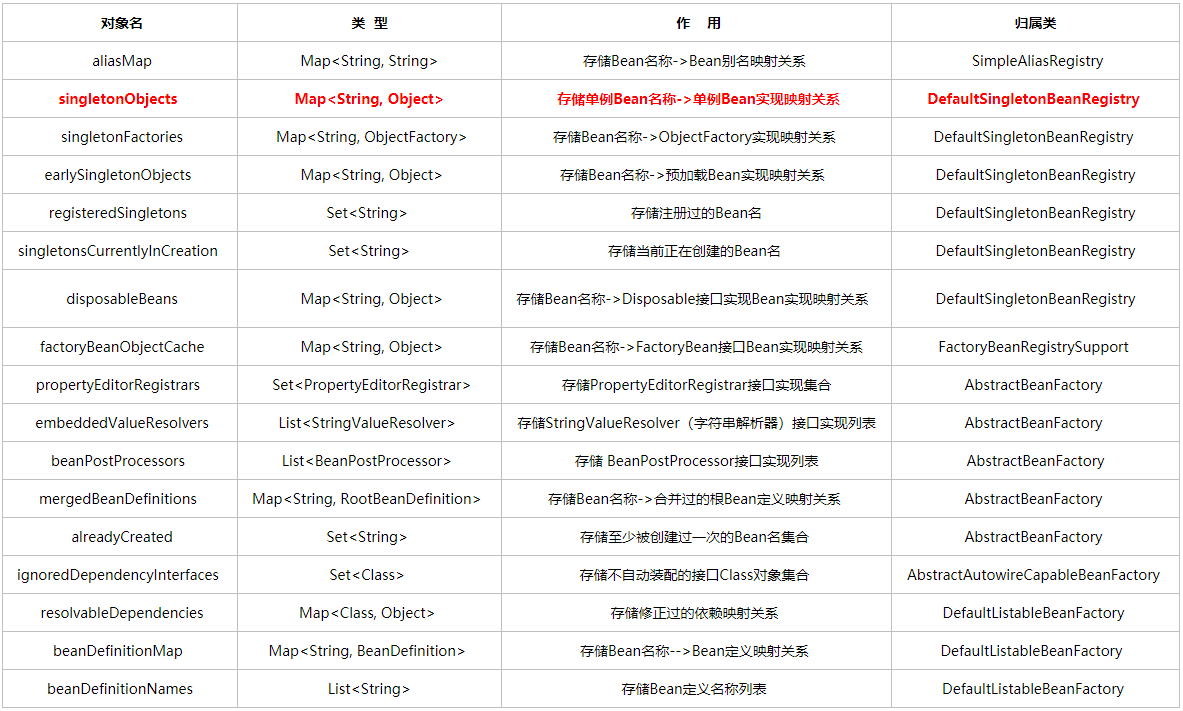 对象名 类 型 作 用 归属类
aliasMap Map<String, String> 存储Bean名称->Bean别名映射关系 SimpleAliasRegistry
singletonObjects Map<String, Object> 存储单例Bean名称->单例Bean实现映射关系 DefaultSingletonBeanRegistry
singletonFactories Map<String, ObjectFactory> 存储Bean名称->ObjectFactory实现映射关系 DefaultSingletonBeanRegistry
earlySingletonObjects Map<String, Object> 存储Bean名称->预加载Bean实现映射关系 DefaultSingletonBeanRegistry
registeredSingletons Set<String> 存储注册过的Bean名 DefaultSingletonBeanRegistry
singletonsCurrentlyInCreation Set<String> 存储当前正在创建的Bean名 DefaultSingletonBeanRegistry
disposableBeans Map<String, Object> 存储Bean名称->Disposable接口实现Bean实现映射关系 DefaultSingletonBeanRegistry
factoryBeanObjectCache Map<String, Object> 存储Bean名称->FactoryBean接口Bean实现映射关系 FactoryBeanRegistrySupport
propertyEditorRegistrars Set<PropertyEditorRegistrar> 存储PropertyEditorRegistrar接口实现集合 AbstractBeanFactory
embeddedValueResolvers List<StringValueResolver> 存储StringValueResolver（字符串解析器）接口实现列表 AbstractBeanFactory
beanPostProcessors List<BeanPostProcessor> 存储 BeanPostProcessor接口实现列表 AbstractBeanFactory
mergedBeanDefinitions Map<String, RootBeanDefinition> 存储Bean名称->合并过的根Bean定义映射关系 AbstractBeanFactory
alreadyCreated Set<String> 存储至少被创建过一次的Bean名集合 AbstractBeanFactory
ignoredDependencyInterfaces Set<Class> 存储不自动装配的接口Class对象集合 AbstractAutowireCapableBeanFactory
resolvableDependencies Map<Class, Object> 存储修正过的依赖映射关系 DefaultListableBeanFactory
beanDefinitionMap Map<String, BeanDefinition> 存储Bean名称-->Bean定义映射关系 DefaultListableBeanFactory
beanDefinitionNames List<String> 存储Bean定义名称列表 DefaultListableBeanFactory